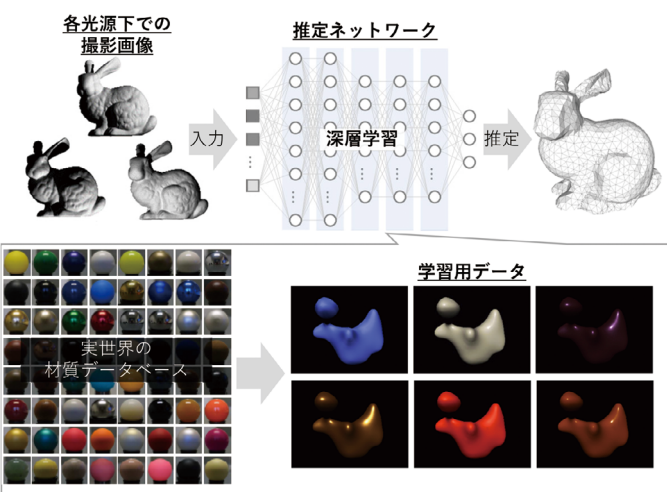 各光源下での
撮影画像
推定ネットワーク
入力
深層学習
推定
学習用データ
実世界の
材質データベース